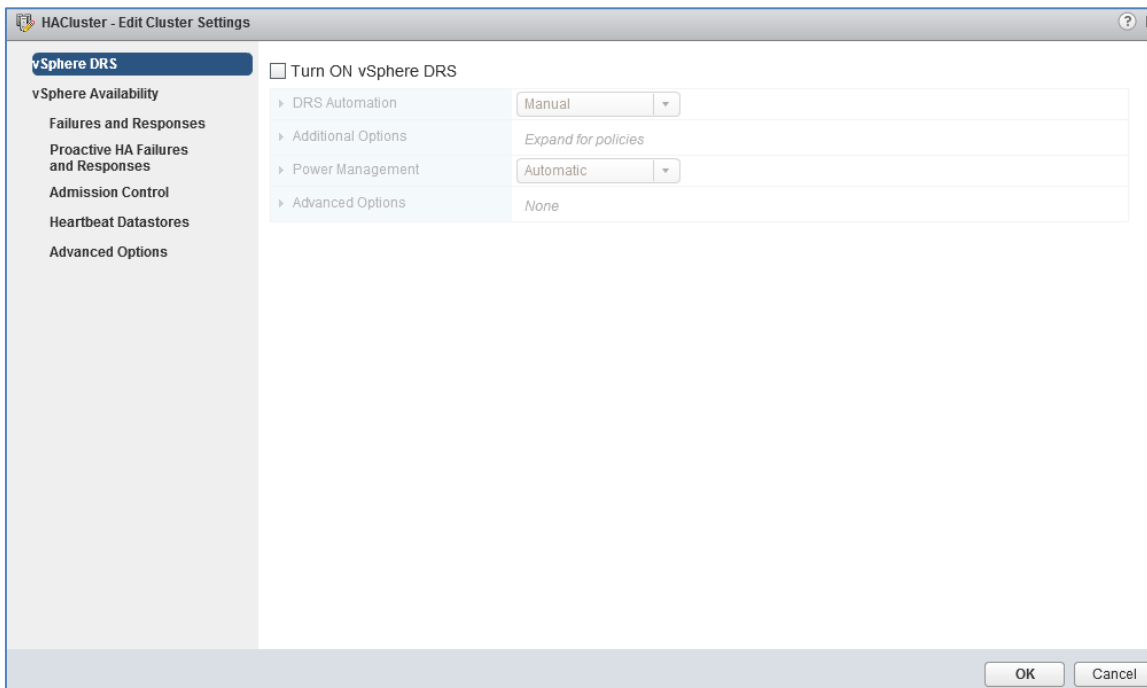 HACluster - Edit Cluster Settings
?
vSphere DRS
vSphere Availability
Failures and Responses
Proactive HA Failures
and Responses
Admission Control
Heartbeat Datastores
Advanced Options
Turn ON vSphere DRS
DRS Automation Manual
Additional Options Expand for policies
Power Management Automatic
Advanced Options None
OK Cancel